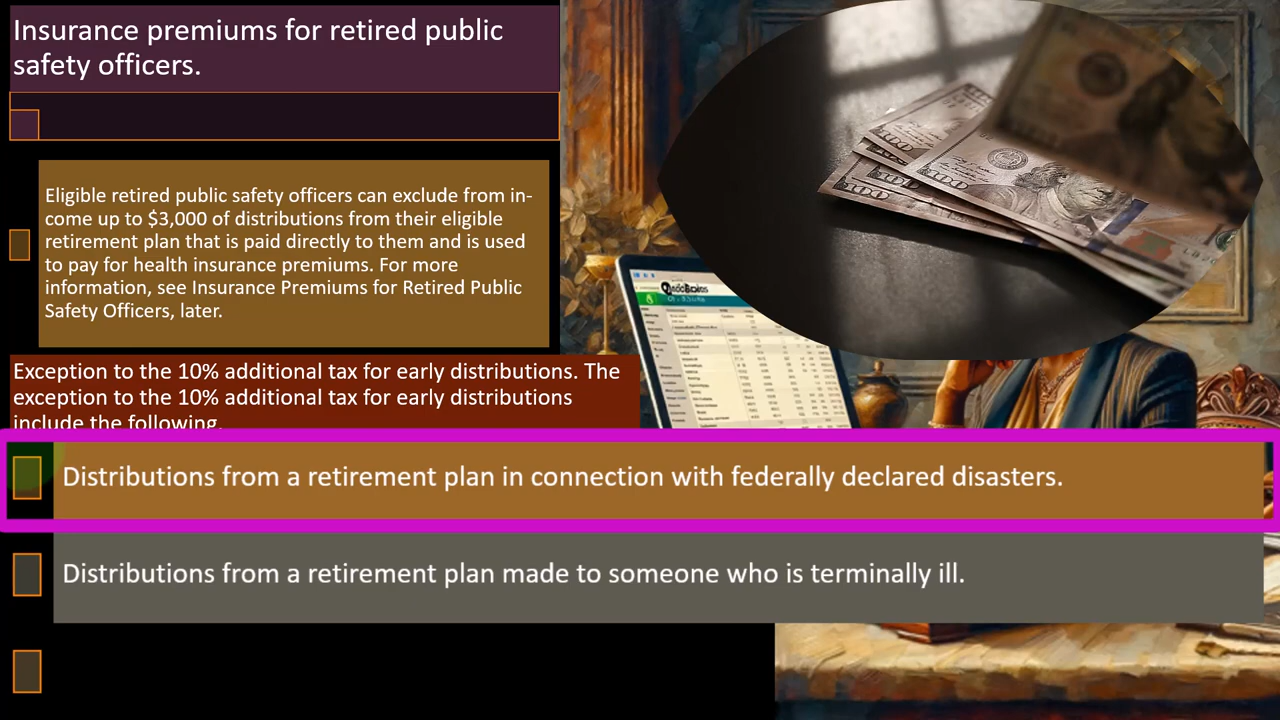 Insurance premiums for retired public
safety officers.
Eligible retired public safety officers can exclude from in-
come up to $3,000 of distributions from their eligible
retirement plan that is paid directly to them and is used
to pay for health insurance premiums. For more
information, see Insurance Premiums for Retired Public
Safety Officers, later.
Exception to the 10% additional tax for early distributions. The
exception to the 10% additional tax for early distributions
include the following.
Distributions from a retirement plan in connection with federally declared disasters.
Distributions from a retirement plan made to someone who is terminally ill.
100
100
100
100